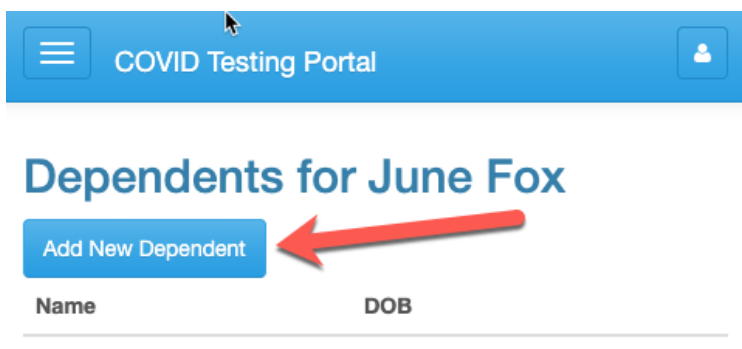 COVID Testing Portal
Dependents for June Fox
Add New Dependent
Name DOB